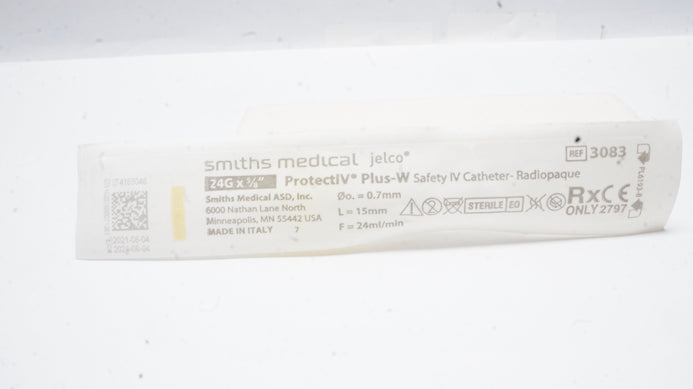 smiths medical jelco®
REF 3083
24G x 5/8" ProtectIV® Plus-W Safety IV Catheter- Radiopaque
Smiths Medical ASD, Inc.
6000 Nathan Lane North
Minneapolis, MN 55442 USA
MADE IN ITALY 7
Øo. = 0.7mm
L = 15mm
F = 24ml/min
STERILE EO
Rx CE
ONLY 2797
2021-06-04